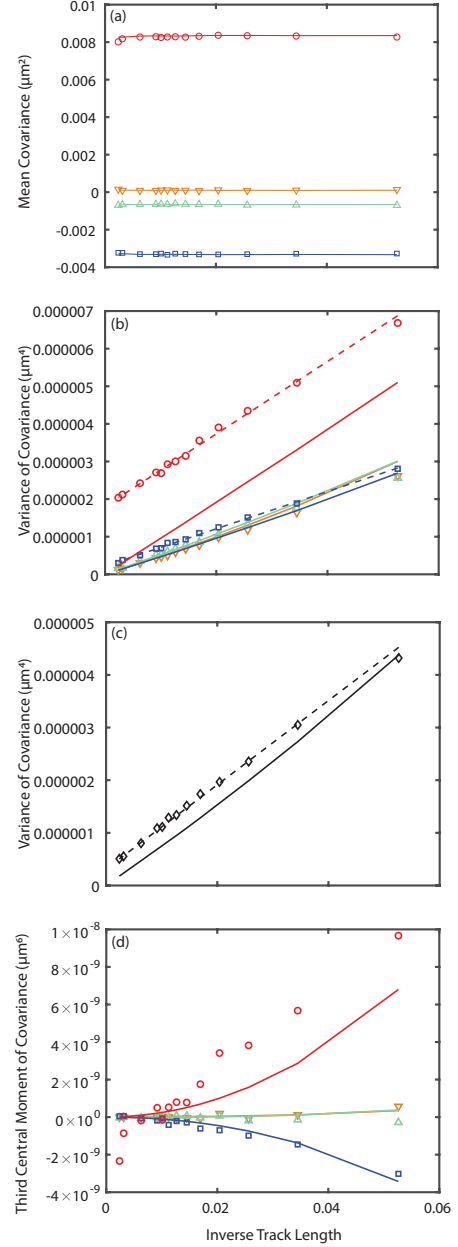 (a)
0.01
0.008
0.006
0.004
0.002
0
-0.002
-0.004
Mean Covariance (μm²)
(b)
0.000007
0.000006
0.000005
0.000004
0.000003
0.000002
0.000001
0
Variance of Covariance (μm⁴)
(c)
0.000005
0.000004
0.000003
0.000002
0.000001
0
Variance of Covariance (μm⁴)
(d)
1 × 10⁻⁸
8 × 10⁻⁹
6 × 10⁻⁹
4 × 10⁻⁹
2 × 10⁻⁹
0 × 10⁰
-2 × 10⁻⁹
-4 × 10⁻⁹
Third Central Moment of Covariance (μm⁶)
0 0.02 0.04 0.06
Inverse Track Length